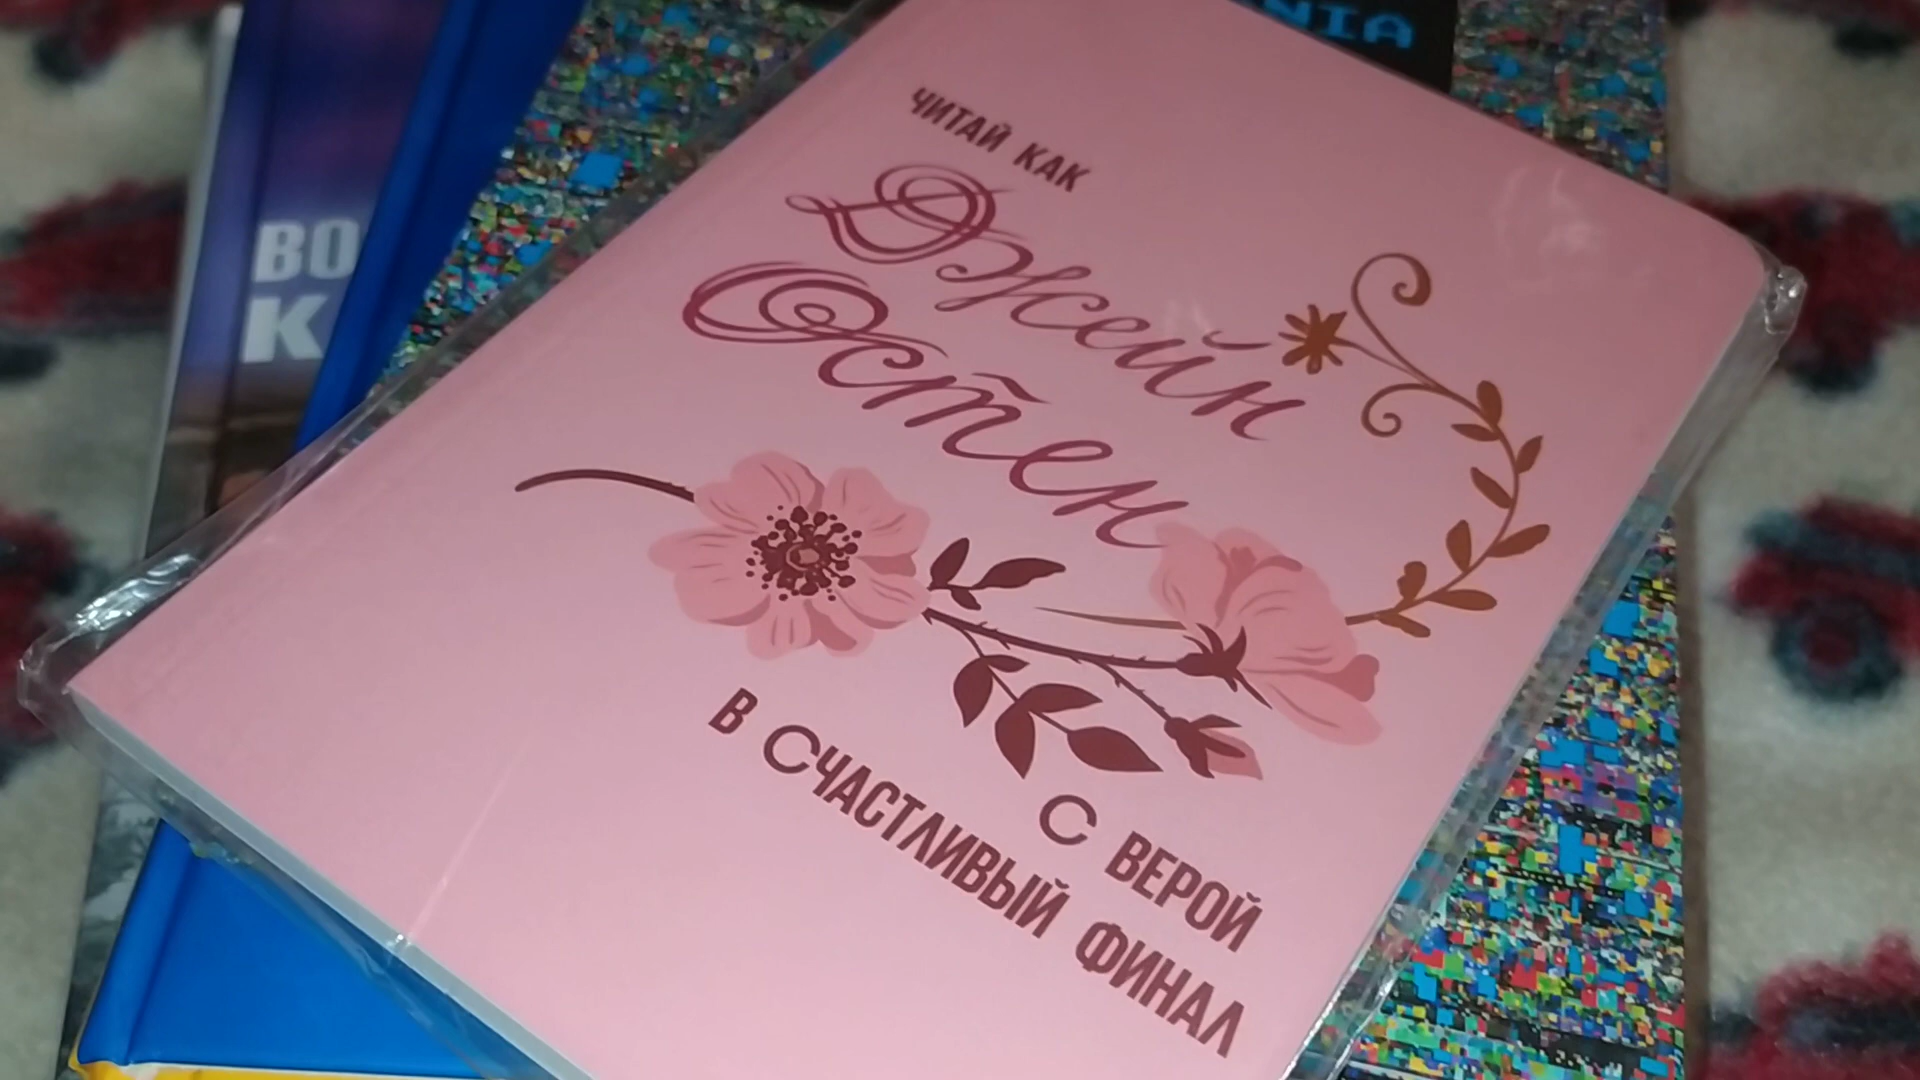 ЧИТАЙ КАК
Джейн
Остен
С ВЕРОЙ
В СЧАСТЛИВЫЙ ФИНАЛ